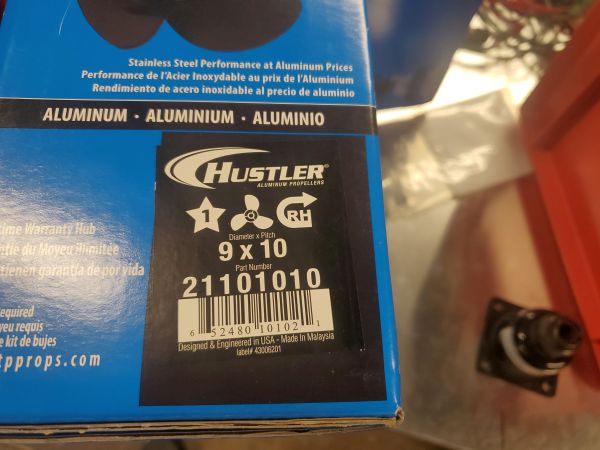 Stainless Steel Performance at Aluminum Prices
Performance de l'Acier Inoxydable au prix de l'Aluminium
Rendimiento de acero inoxidable al precio de aluminio
ALUMINUM · ALUMINIUM · ALUMINIO
HUSTLER®
ALUMINUM PROPELLERS
1
RH
Diameter x Pitch
9 x 10
Part Number
21101010
6 52480 10102 1
Designed & Engineered in USA - Made In Malaysia
label# 43006201
time Warranty Hub
ntie du Moyeu Illimitée
tienen garantía de por vida
required
yeu requis
e kit de bujes
tpprops.com